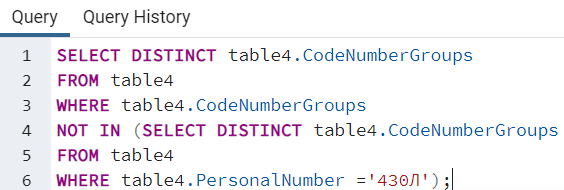 Query Query History
1 SELECT DISTINCT table4.CodeNumberGroups
2 FROM table4
3 WHERE table4.CodeNumberGroups
4 NOT IN (SELECT DISTINCT table4.CodeNumberGroups
5 FROM table4
6 WHERE table4.PersonalNumber ='430Л');